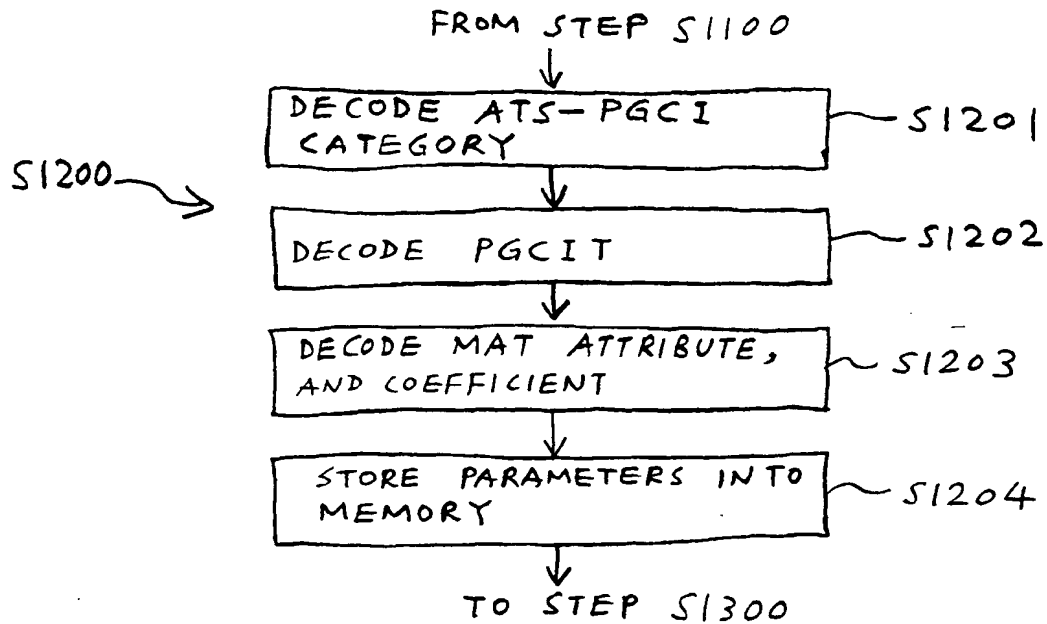 FROM STEP S1100
DECODE ATS-PGCI
CATEGORY
S1201
S1200
DECODE PGCIT
S1202
DECODE MAT ATTRIBUTE,
AND COEFFICIENT
S1203
STORE PARAMETERS INTO
MEMORY
S1204
TO STEP S1300